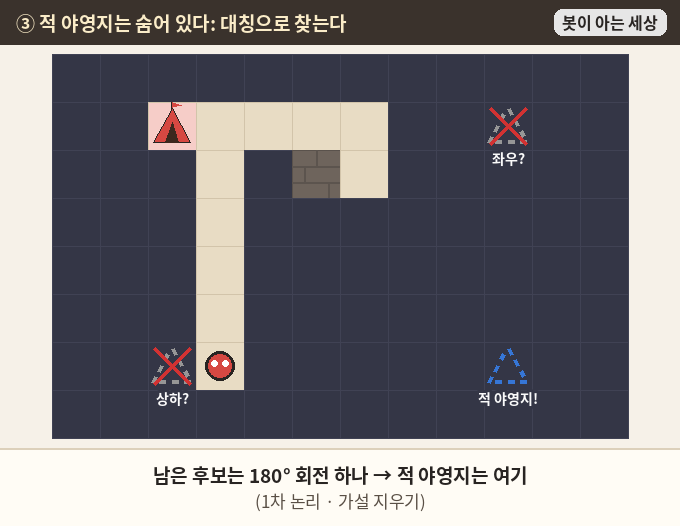 ③ 적 야영지는 숨어 있다: 대칭으로 찾는다
봇이 아는 세상
좌우?
상하?
적 야영지!
남은 후보는 180° 회전 하나 → 적 야영지는 여기
(1차 논리 · 가설 지우기)